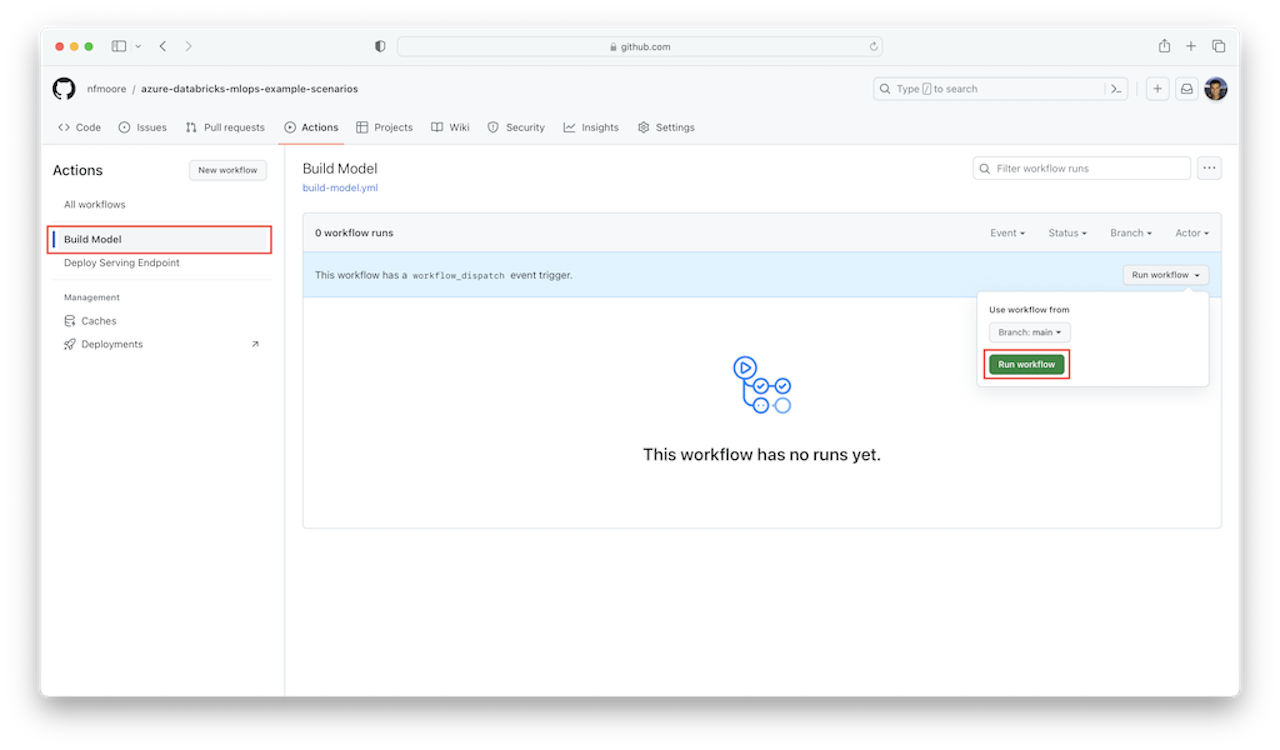 github.com
nfmoore / azure-databricks-mlops-example-scenarios
Type / to search
Code Issues Pull requests Actions Projects Wiki Security Insights Settings
Actions
New workflow
All workflows
Build Model
Deploy Serving Endpoint
Management
Caches
Deployments
Build Model
build-model.yml
Filter workflow runs
0 workflow runs
Event Status Branch Actor
This workflow has a workflow_dispatch event trigger.
Run workflow
Use workflow from
Branch: main
Run workflow
This workflow has no runs yet.